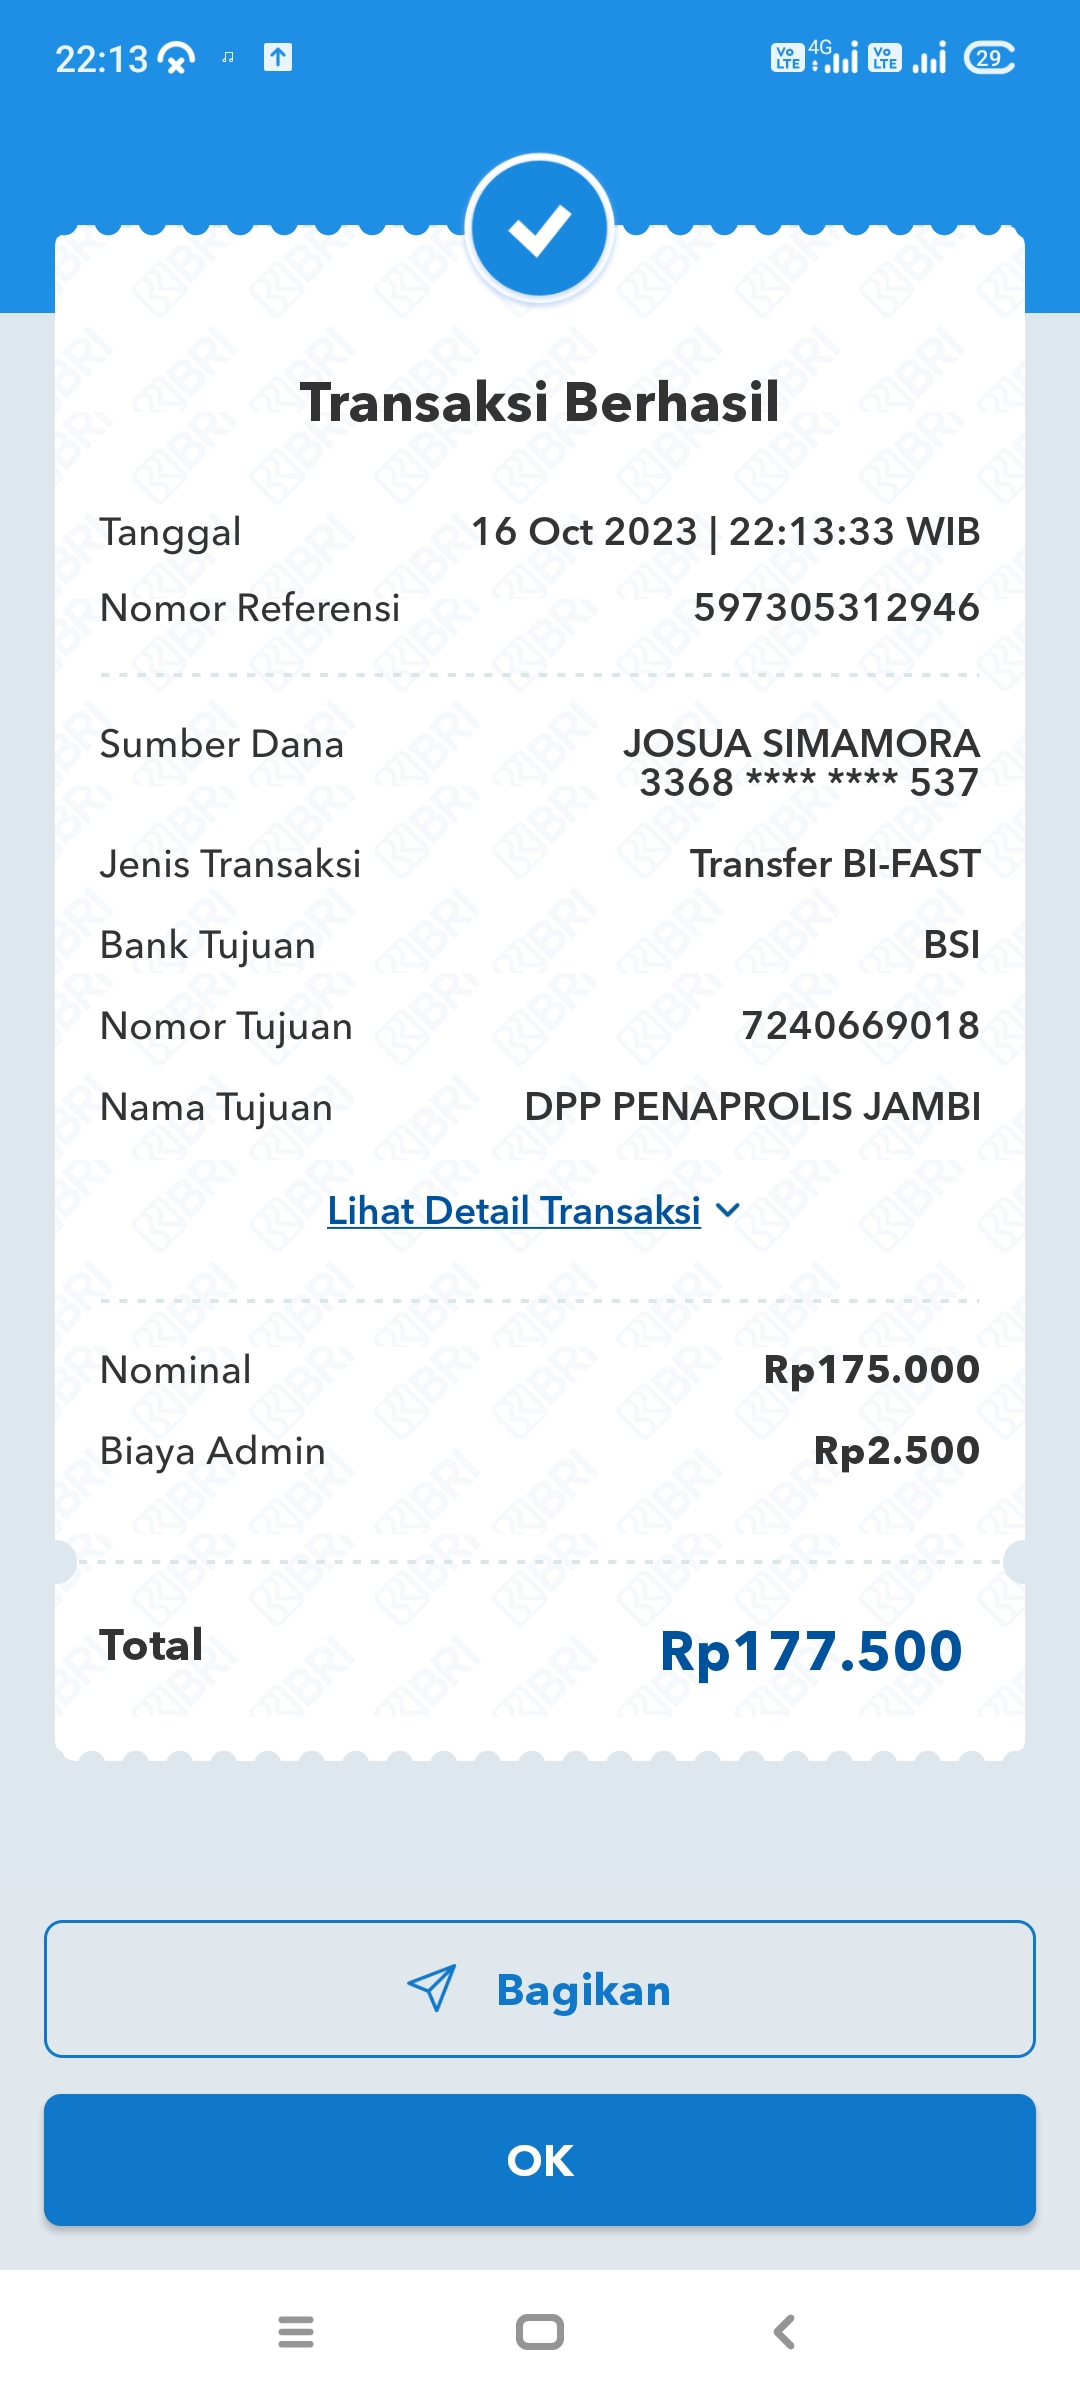 22:13
Vo LTE 4G Vo LTE 29
Transaksi Berhasil
Tanggal 16 Oct 2023 | 22:13:33 WIB
Nomor Referensi 597305312946
Sumber Dana JOSUA SIMAMORA
3368 **** **** 537
Jenis Transaksi Transfer BI-FAST
Bank Tujuan BSI
Nomor Tujuan 7240669018
Nama Tujuan DPP PENAPROLIS JAMBI
Lihat Detail Transaksi
Nominal Rp175.000
Biaya Admin Rp2.500
Total Rp177.500
Bagikan
OK